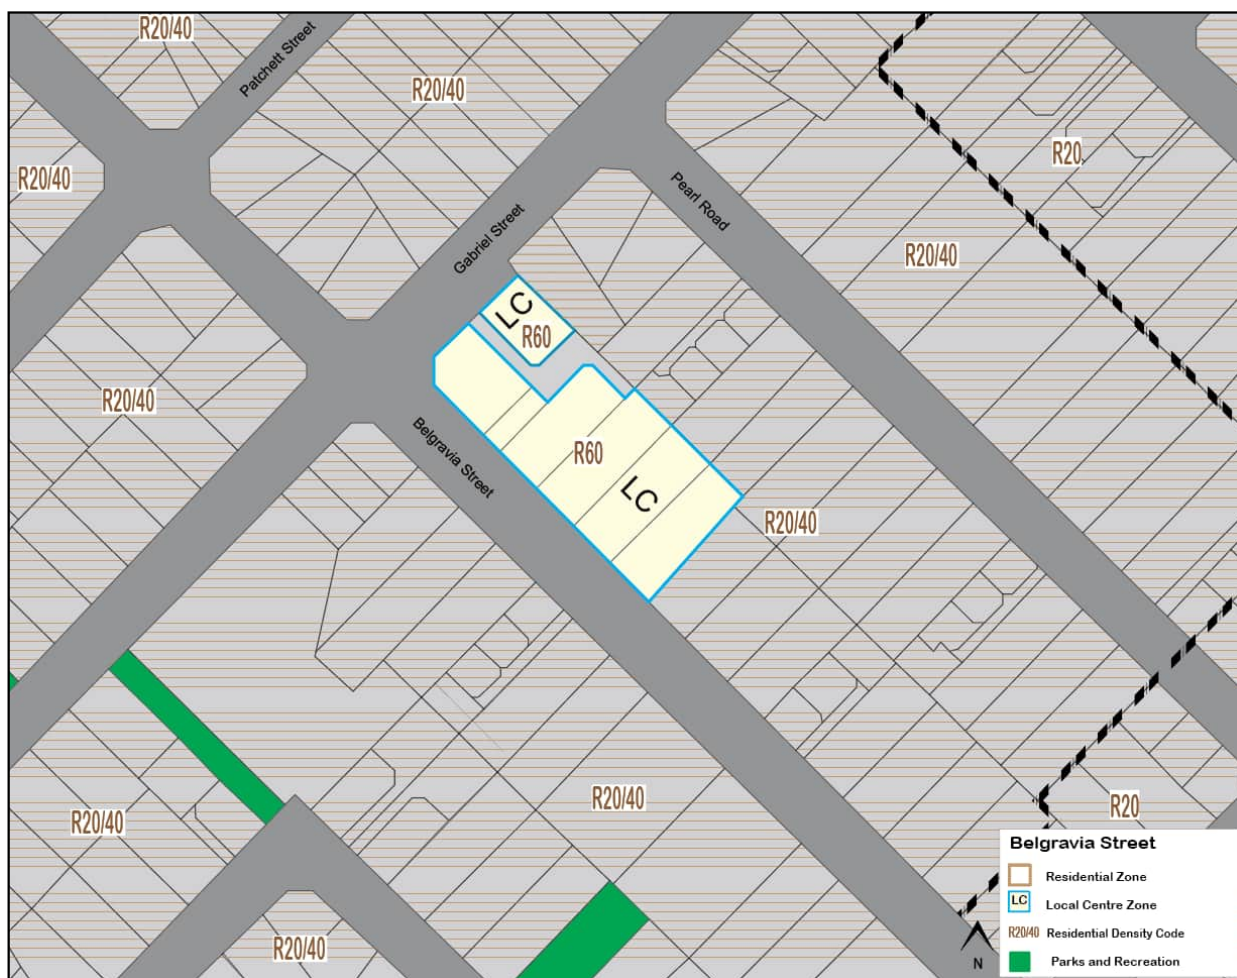 R20/40
Patchett Street
R20/40
R20/40
R20
Pearl Road
Gabriel Street
R20/40
LC
R60
R20/40
Belgravia Street
R60
LC
R20/40
R20/40
R20/40
R20
R20/40
Belgravia Street
Residential Zone
LC Local Centre Zone
R20/40 Residential Density Code
Parks and Recreation
N